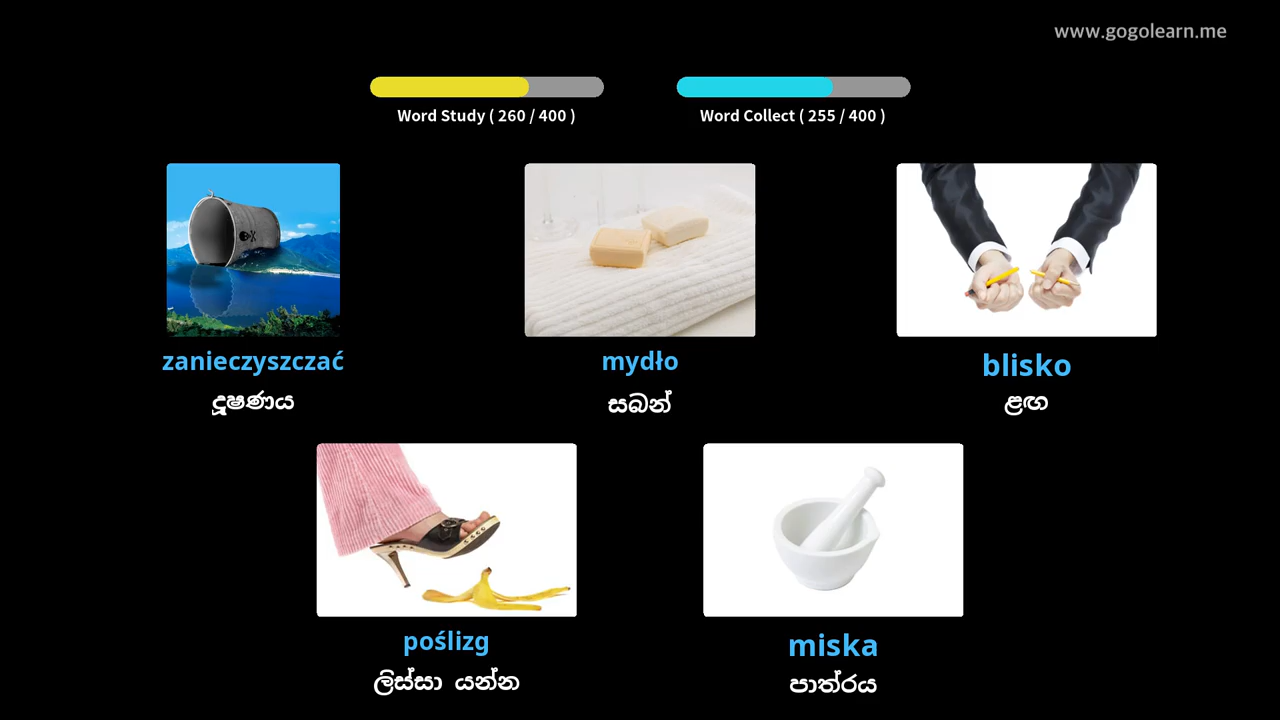 www.gogolearn.me
Word Study ( 260 / 400 )
Word Collect ( 255 / 400 )
zanieczyszczać
mydło
blisko
දූෂණය
සබන්
ළඟ
poślizg
miska
ලිස්සා යන්න
පාත්රය